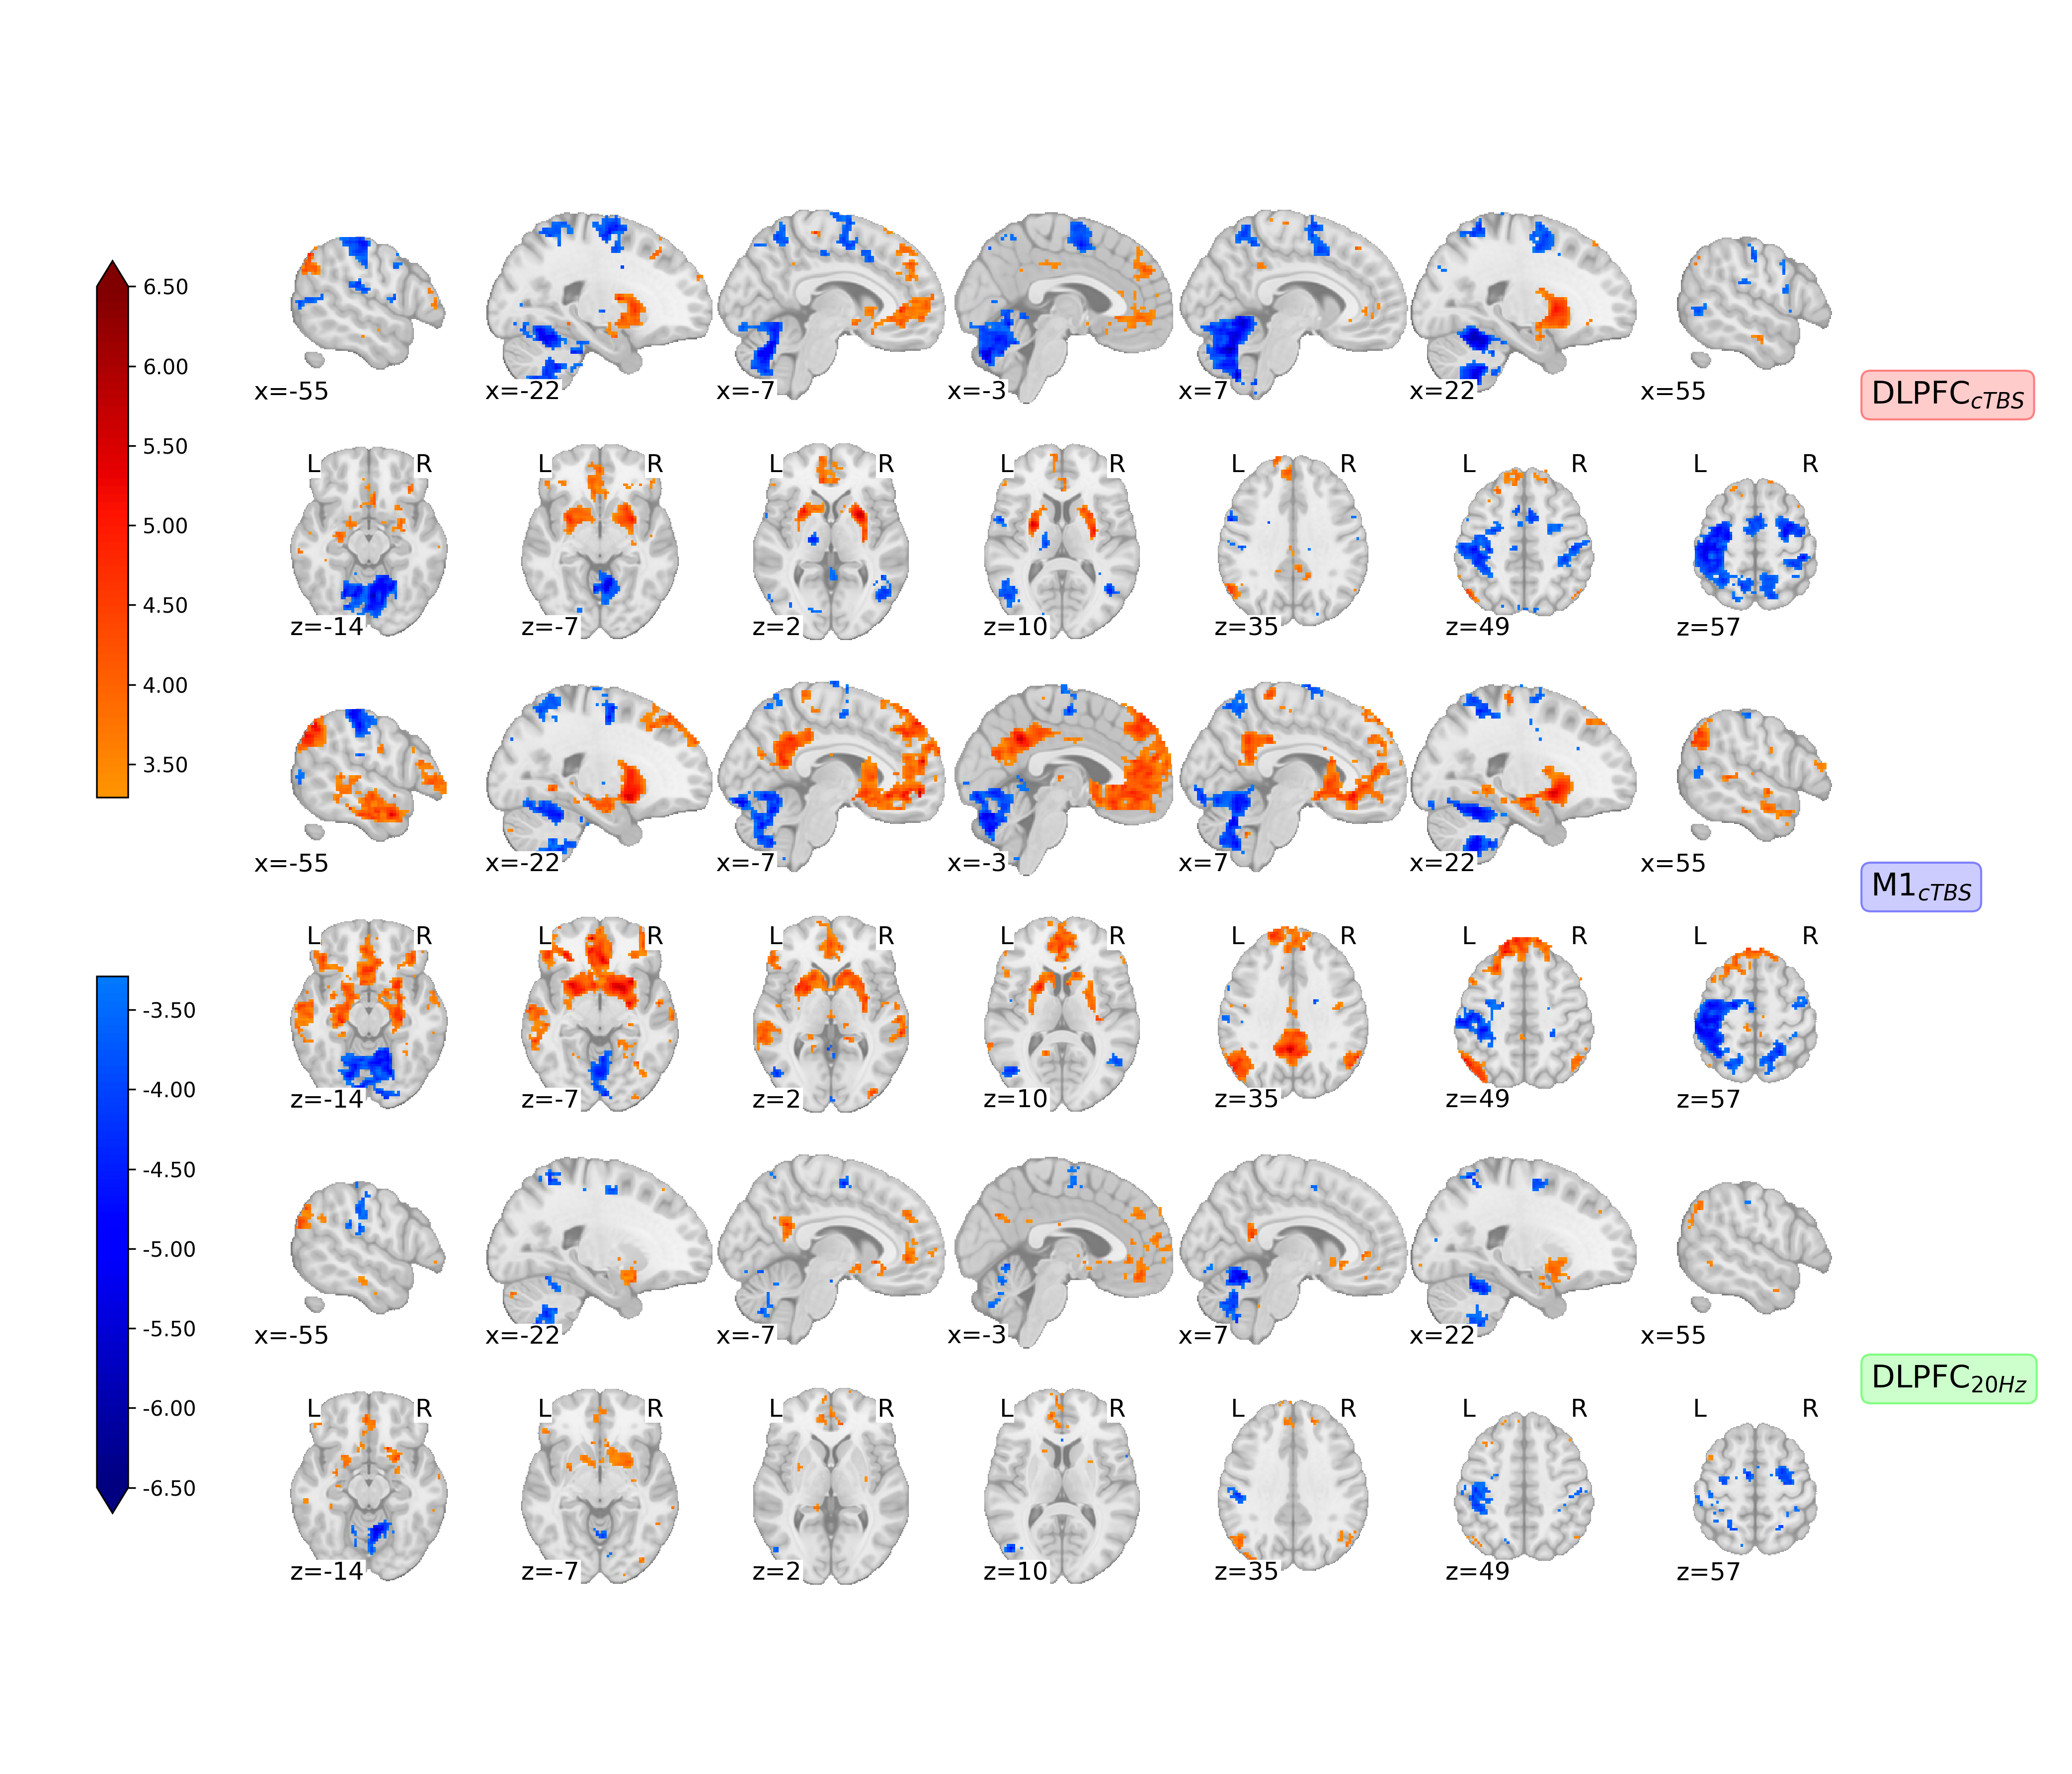 6.50
6.00
5.50
5.00
4.50
4.00
3.50
-3.50
-4.00
-4.50
-5.00
-5.50
-6.00
-6.50
x=-55 x=-22 x=-7 x=-3 x=7 x=22 x=55
DLPFC cTBS
L R L R L R L R L R L R L R
z=-14 z=-7 z=2 z=10 z=35 z=49 z=57
x=-55 x=-22 x=-7 x=-3 x=7 x=22 x=55
M1 cTBS
L R L R L R L R L R L R L R
z=-14 z=-7 z=2 z=10 z=35 z=49 z=57
x=-55 x=-22 x=-7 x=-3 x=7 x=22 x=55
DLPFC 20Hz
L R L R L R L R L R L R L R
z=-14 z=-7 z=2 z=10 z=35 z=49 z=57